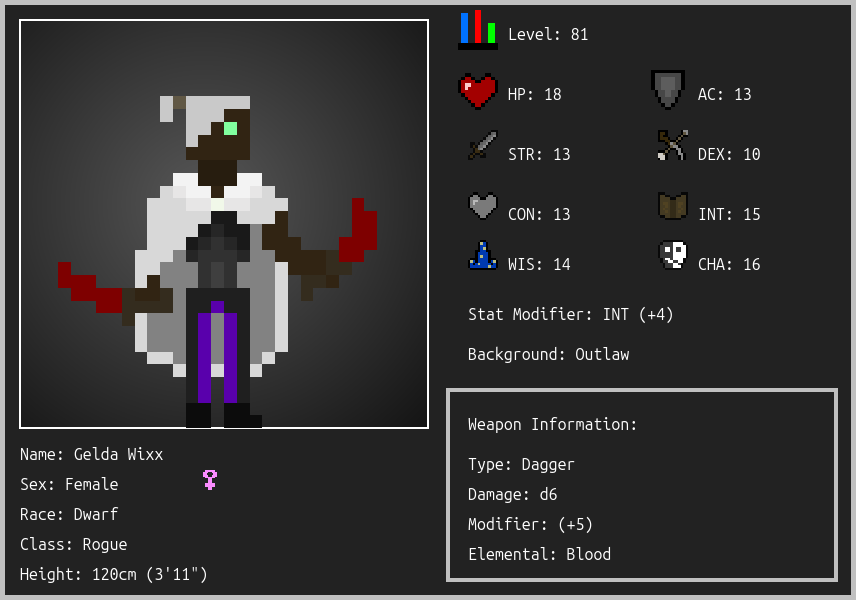 Level: 81
HP: 18
AC: 13
STR: 13
DEX: 10
CON: 13
INT: 15
WIS: 14
CHA: 16
Stat Modifier: INT (+4)
Background: Outlaw
Weapon Information:
Type: Dagger
Damage: d6
Modifier: (+5)
Elemental: Blood
Name: Gelda Wixx
Sex: Female
Race: Dwarf
Class: Rogue
Height: 120cm (3'11")